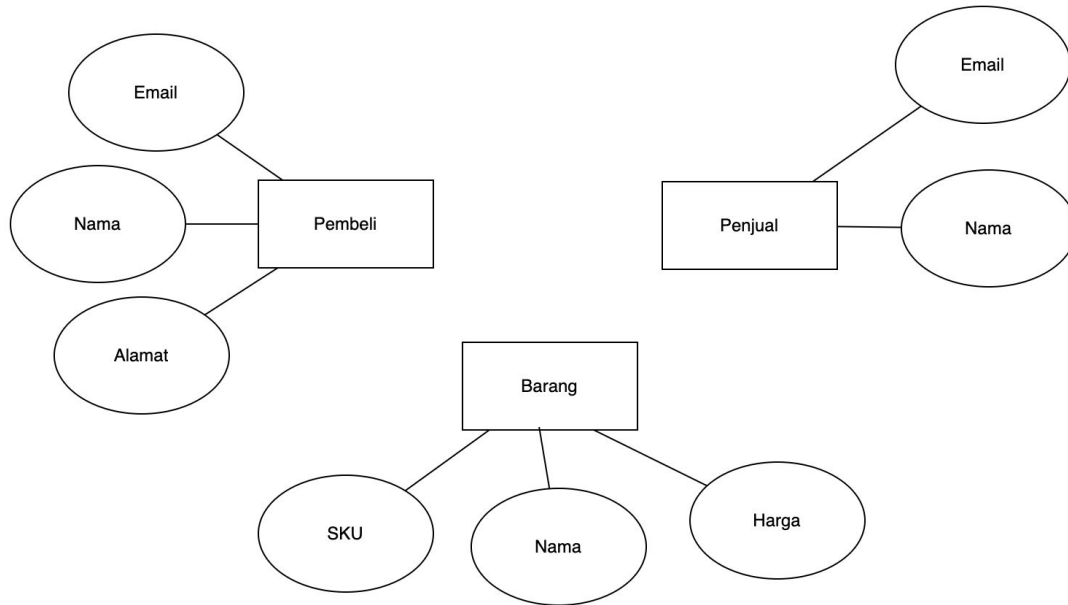 Email
Email
Nama
Pembeli
Penjual
Nama
Alamat
Barang
SKU
Nama
Harga